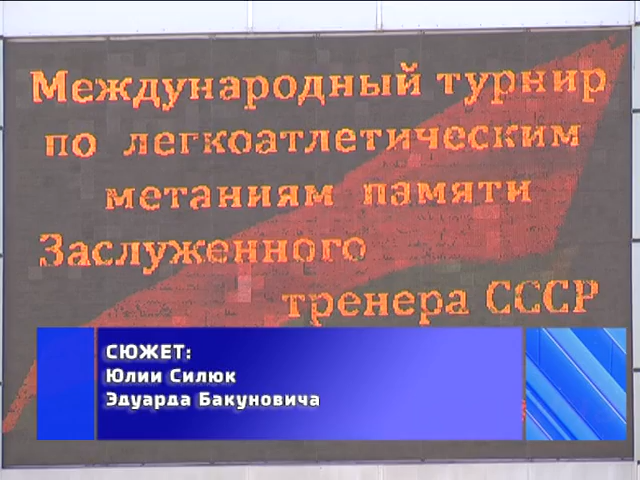 Международный турнир
по легкоатлетическим
метаниям памяти
Заслуженного
тренера СССР
СЮЖЕТ:
Юлии Силюк
Эдуарда Бакуновича